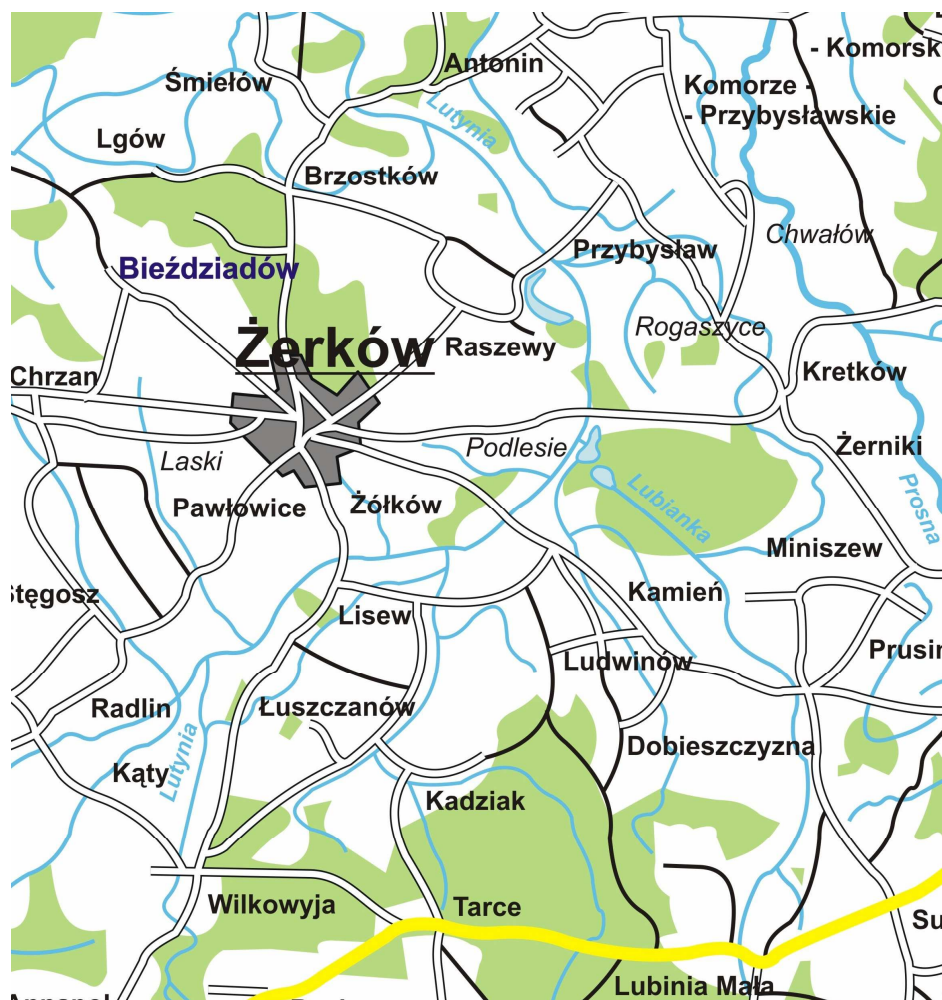 - Komorsk
Antonin
Śmiełów
Komorze -
- Przybysławskie
Lutynia
Lgów
Brzostków
Chwałów
Przybysław
Bieździadów
Rogaszyce
Żerków
Raszewy
Chrzan
Kretków
Podlesie
Żerniki
Laski
Lubianka
Prosna
Pawłowice
Żółków
Miniszew
Stęgosz
Kamień
Lisew
Prusin
Ludwinów
Radlin
Łuszczanów
Lutynia
Dobieszczyzna
Kąty
Kadziak
Wilkowyja
Tarce
Su
Lubinia Mała